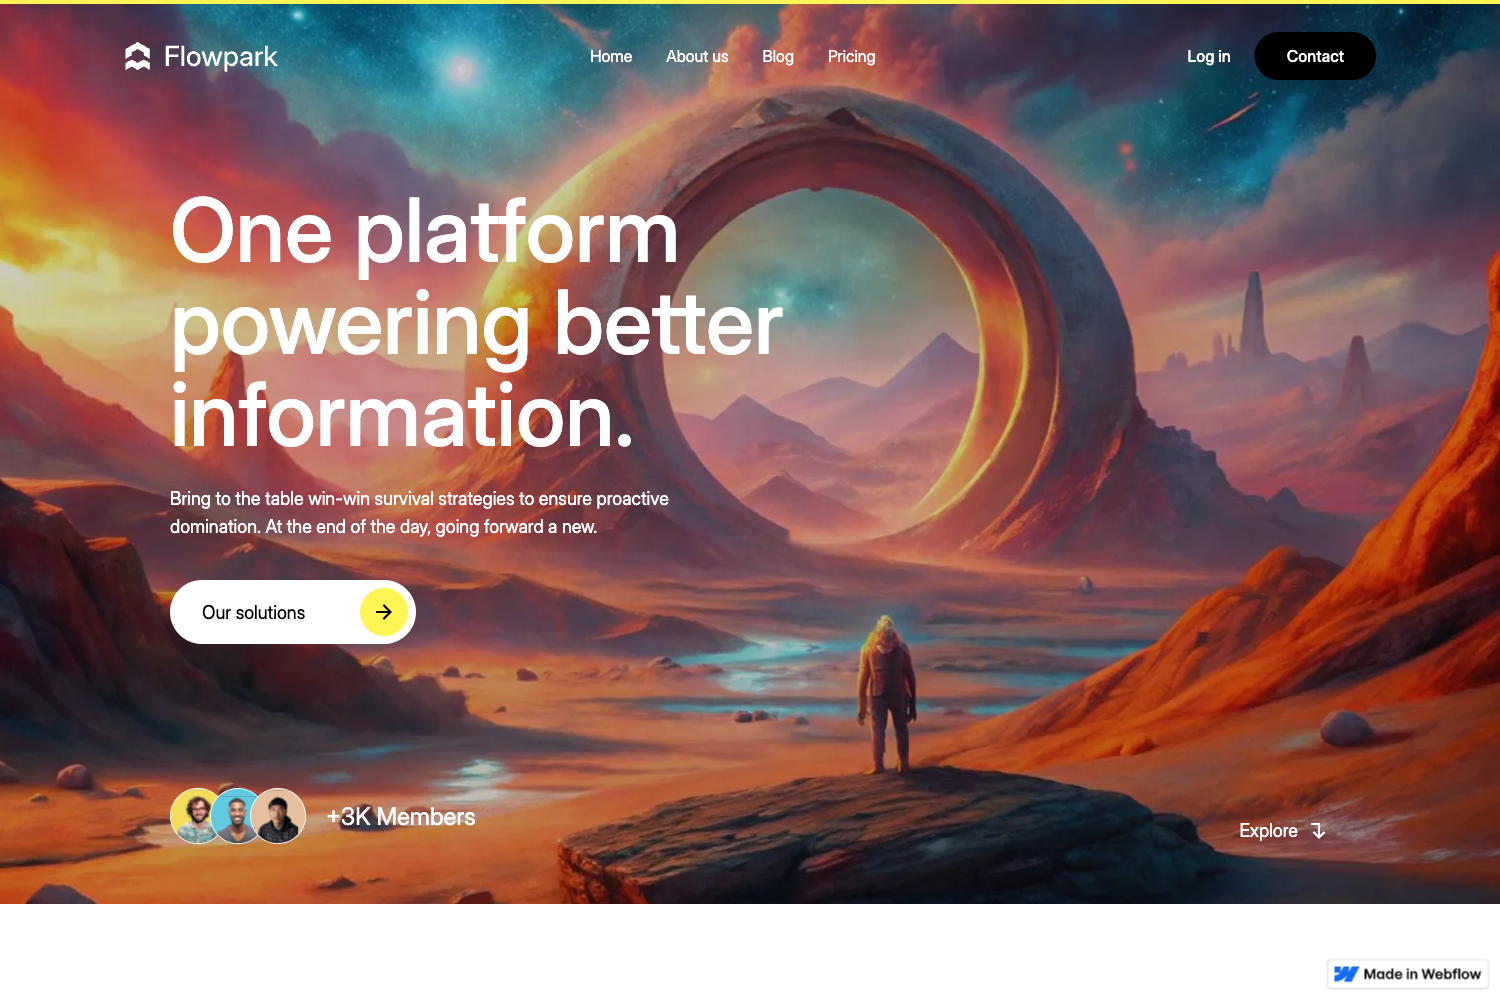 Flowpark
Home
About us
Blog
Pricing
Log in
Contact
One platform
powering better
information.
Bring to the table win-win survival strategies to ensure proactive
domination. At the end of the day, going forward a new.
Our solutions
+3K Members
Explore
Made in Webflow